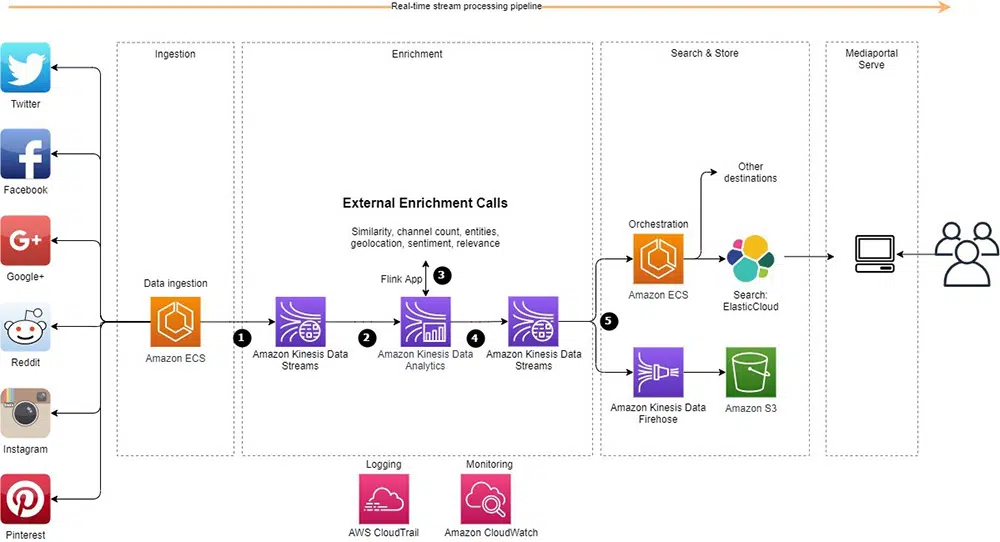 Real-time stream processing pipeline
Ingestion
Enrichment
Search & Store
Mediaportal
Serve
Twitter
Facebook
G+
Google+
Reddit
Instagram
Pinterest
Data ingestion
Amazon ECS
1
Amazon Kinesis Data
Streams
2
External Enrichment Calls
Similarity, channel count, entities,
geolocation, sentiment, relevance
Flink App
3
Amazon Kinesis Data
Analytics
4
Amazon Kinesis Data
Streams
5
Other
destinations
Orchestration
Amazon ECS
Search:
ElasticCloud
Amazon Kinesis Data
Firehose
Amazon S3
Logging
AWS CloudTrail
Monitoring
Amazon CloudWatch